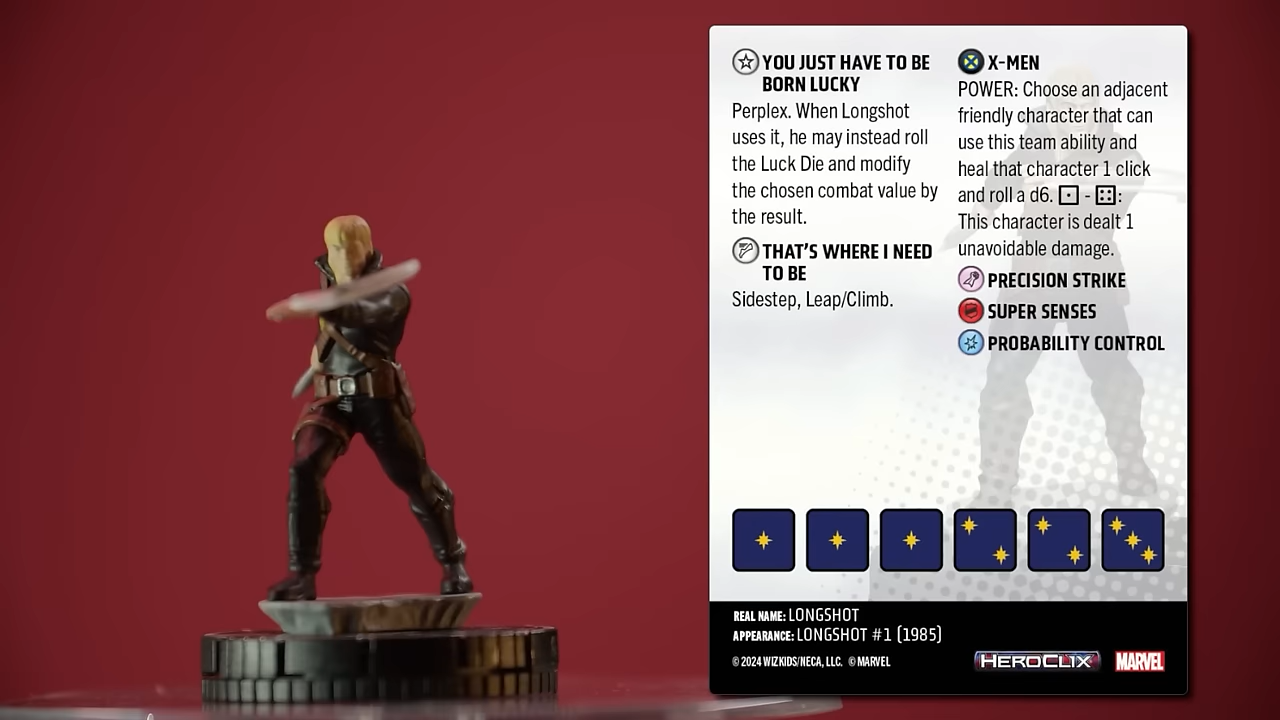 YOU JUST HAVE TO BE
BORN LUCKY
Perplex. When Longshot
uses it, he may instead roll
the Luck Die and modify
the chosen combat value by
the result.
THAT'S WHERE I NEED
TO BE
Sidestep, Leap/Climb.
X-MEN
POWER: Choose an adjacent
friendly character that can
use this team ability and
heal that character 1 click
and roll a d6. ⚀ - ⚃:
This character is dealt 1
unavoidable damage.
PRECISION STRIKE
SUPER SENSES
PROBABILITY CONTROL
REAL NAME: LONGSHOT
APPEARANCE: LONGSHOT #1 (1985)
© 2024 WIZKIDS/NECA, LLC. © MARVEL
HEROCLIX
MARVEL